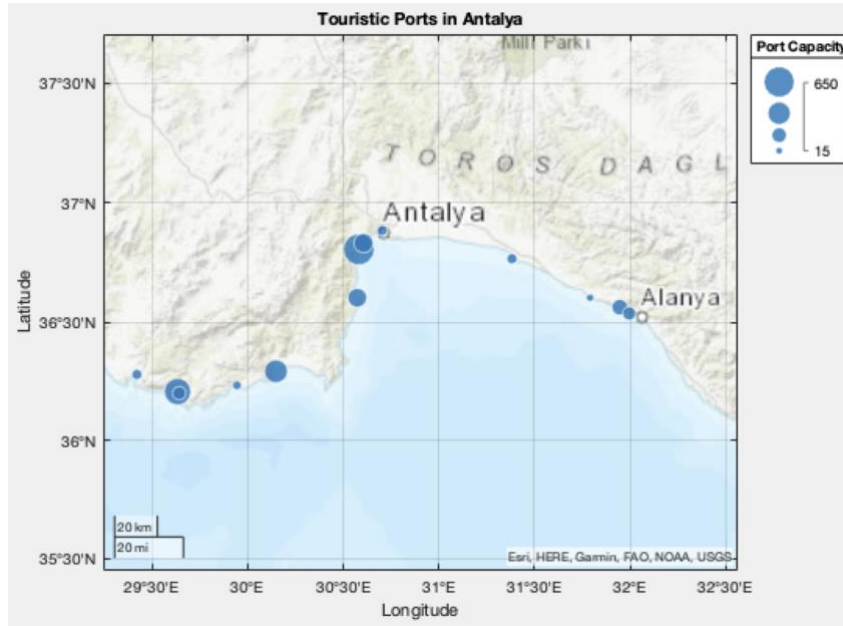 Touristic Ports in Antalya
Port Capacity
650
15
Milli Parkı
TOROS DAGL
Antalya
Alanya
37°30'N
37°N
36°30'N
36°N
35°30'N
Latitude
20 km
20 mi
Esri, HERE, Garmin, FAO, NOAA, USGS
29°30'E
30°E
30°30'E
31°E
31°30'E
32°E
32°30'E
Longitude